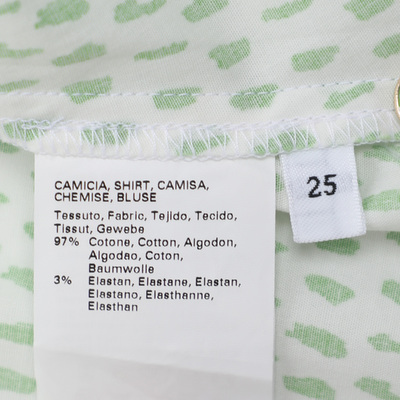 CAMICIA, SHIRT, CAMISA,
CHEMISE, BLUSE
Tessuto, Fabric, Tejido, Tecido,
Tissut, Gewebe
97% Cotone, Cotton, Algodon,
Algodao, Coton,
Baumwolle
3% Elastan, Elastane, Elastan,
Elastano, Elasthanne,
Elasthan
25